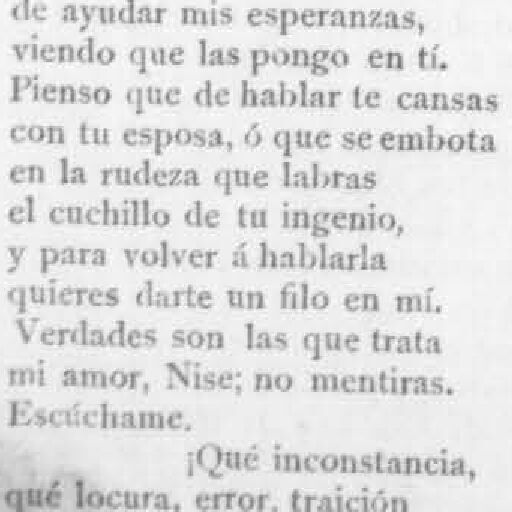 de ayudar mis esperanzas,
viendo que las pongo en tí.
Pienso que de hablar te cansas
con tu esposa, ó que se embota
en la rudeza que labras
el cuchillo de tu ingenio,
y para volver á hablarla
quieres darte un filo en mí.
Verdades son las que trata
mi amor, Nise; no mentiras.
Escúchame.
¡Qué inconstancia,
qué locura, error, traición